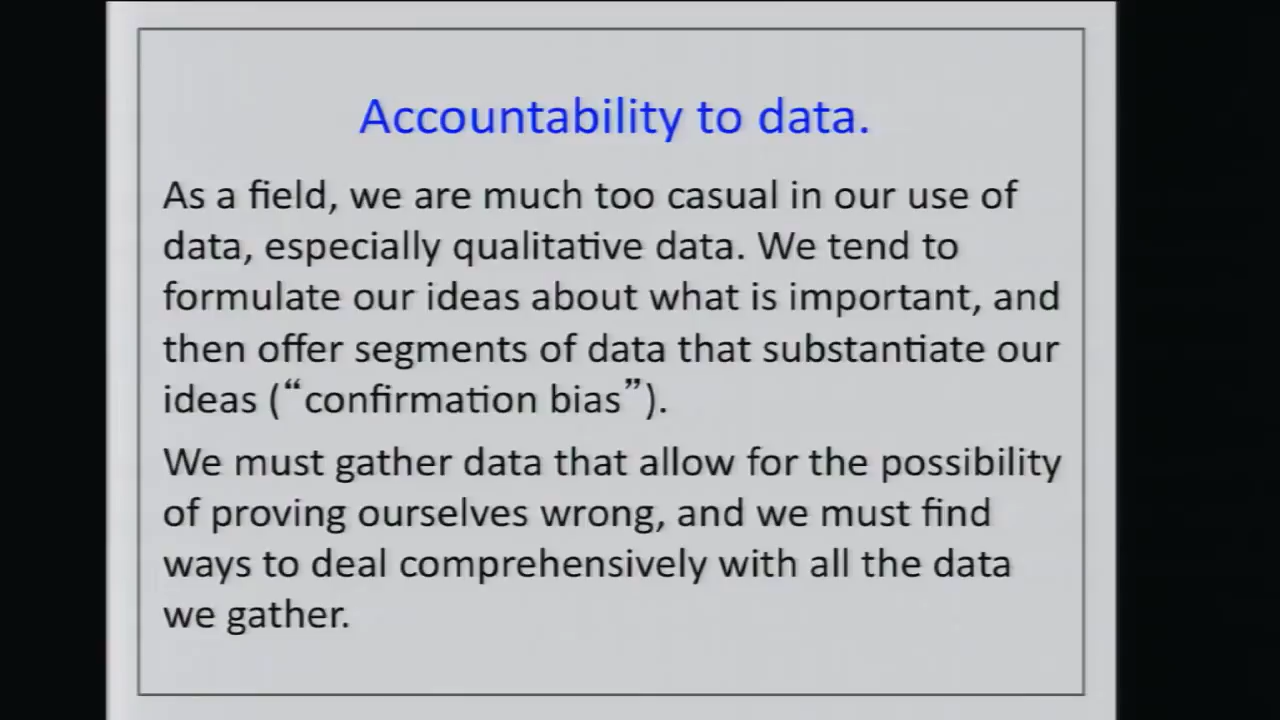 Accountability to data.
As a field, we are much too casual in our use of
data, especially qualitative data. We tend to
formulate our ideas about what is important, and
then offer segments of data that substantiate our
ideas (“confirmation bias”).
We must gather data that allow for the possibility
of proving ourselves wrong, and we must find
ways to deal comprehensively with all the data
we gather.